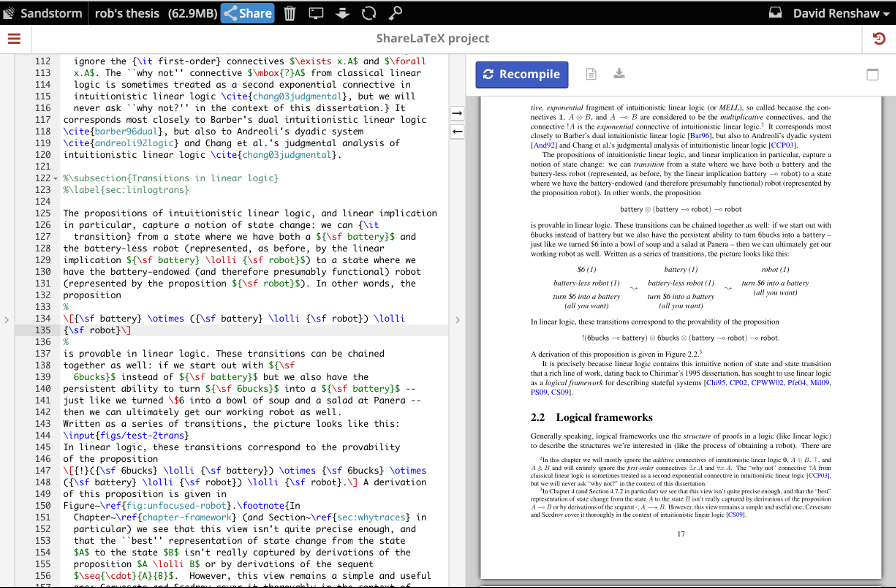 Sandstorm rob's thesis (62.9MB) Share David Renshaw
ShareLaTeX project
112 ignore the {\it first-order} connectives $\exists x.A$ and $\forall
113 x.A$. The ``why not'' connective $\mbox{?}A$ from classical linear
114 logic is sometimes treated as a second exponential connective in
115 intuitionistic linear logic \cite{chang03judgmental}, but we will
116 never ask ``why not?'' in the context of this dissertation.} It
117 corresponds most closely to Barber's dual intuitionistic linear logic
118 \cite{barber96dual}, but also to Andreoli's dyadic system
119 \cite{andreoli92logic} and Chang et al.'s judgmental analysis of
120 intuitionistic linear logic \cite{chang03judgmental}.
121
122 %\subsection{Transitions in linear logic}
123 %\label{sec:linlogtrans}
124
125 The propositions of intuitionistic linear logic, and linear implication
126 in particular, capture a notion of state change: we can {\it
127 transition} from a state where we have both a ${\sf battery}$ and
128 the battery-less robot (represented, as before, by the linear
129 implication ${\sf battery} \lolli {\sf robot}$) to a state where we
130 have the battery-endowed (and therefore presumably functional) robot
131 (represented by the proposition ${\sf robot}$). In other words, the
132 proposition
133 %
134 \[{\sf battery} \otimes ({\sf battery} \lolli {\sf robot}) \lolli
135 {\sf robot}\]
136 %
137 is provable in linear logic. These transitions can be chained
138 together as well: if we start out with ${\sf
139 6bucks}$ instead of ${\sf battery}$ but we also have the
140 persistent ability to turn ${\sf 6bucks}$ into a ${\sf battery}$ --
141 just like we turned \$6 into a bowl of soup and a salad at Panera --
142 then we can ultimately get our working robot as well.
143 Written as a series of transitions, the picture looks like this:
144 \input{figs/test-2trans}
145 In linear logic, these transitions correspond to the provability
146 of the proposition
147 \[{!}({\sf 6bucks} \lolli {\sf battery}) \otimes {\sf 6bucks} \otimes
148 ({\sf battery} \lolli {\sf robot}) \lolli {\sf robot}.\] A derivation
149 of this proposition is given in
150 Figure~\ref{fig:unfocused-robot}.\footnote{In
151 Chapter~\ref{chapter-framework} (and Section~\ref{sec:whytraces} in
152 particular) we see that this view isn't quite precise enough, and
153 that the ``best'' representation of state change from the state
154 $A$ to the state $B$ isn't really captured by derivations of the
155 proposition $A \lolli B$ or by derivations of the sequent
156 $\seq{\cdot}{A}{B}$. However, this view remains a simple and useful
Recompile
tive, exponential fragment of intuitionistic linear logic (or MELL), so called because the con-
nectives 1, A ⊗ B, and A ⊸ B are considered to be the multiplicative connectives, and the
connective !A is the exponential connective of intuitionistic linear logic.² It corresponds most
closely to Barber's dual intuitionistic linear logic [Bar96], but also to Andreoli's dyadic system
[And92] and Chang et al.'s judgmental analysis of intuitionistic linear logic [CCP03].
The propositions of intuitionistic linear logic, and linear implication in particular, capture a
notion of state change: we can transition from a state where we have both a battery and the
battery-less robot (represented, as before, by the linear implication battery ⊸ robot) to a state
where we have the battery-endowed (and therefore presumably functional) robot (represented by
the proposition robot). In other words, the proposition
battery ⊗ (battery ⊸ robot) ⊸ robot
is provable in linear logic. These transitions can be chained together as well: if we start out with
6bucks instead of battery but we also have the persistent ability to turn 6bucks into a battery –
just like we turned $6 into a bowl of soup and a salad at Panera – then we can ultimately get our
working robot as well. Written as a series of transitions, the picture looks like this:
$6 (1) battery (1) robot (1)
battery-less robot (1) ⤳ battery-less robot (1) ⤳ turn $6 into a battery
turn $6 into a battery turn $6 into a battery (all you want)
(all you want) (all you want)
In linear logic, these transitions correspond to the provability of the proposition
!(6bucks ⊸ battery) ⊗ 6bucks ⊗ (battery ⊸ robot) ⊸ robot.
A derivation of this proposition is given in Figure 2.2.³
It is precisely because linear logic contains this intuitive notion of state and state transition
that a rich line of work, dating back to Chirimar's 1995 dissertation, has sought to use linear logic
as a logical framework for describing stateful systems [Chi95, CP02, CPWW02, Pfe04, Mil09,
PS09, CS09].
2.2 Logical frameworks
Generally speaking, logical frameworks use the structure of proofs in a logic (like linear logic)
to describe the structures we're interested in (like the process of obtaining a robot). There are
²In this chapter we will mostly ignore the additive connectives of intuitionistic linear logic, 0, A ⊕ B, ⊤, and
A & B and will entirely ignore the first-order connectives ∃x.A and ∀x.A. The "why not" connective ?A from
classical linear logic is sometimes treated as a second exponential connective in intuitionistic linear logic [CCP03],
but we will never ask "why not?" in the context of this dissertation.
³In Chapter 4 (and Section 4.7.2 in particular) we see that this view isn't quite precise enough, and that the "best"
representation of state change from the state A to the state B isn't really captured by derivations of the proposition
A ⊸ B or by derivations of the sequent ·; A ⟶ B. However, this view remains a simple and useful one; Cervesato
and Scedrov cover it thoroughly in the context of intuitionistic linear logic [CS09].
17